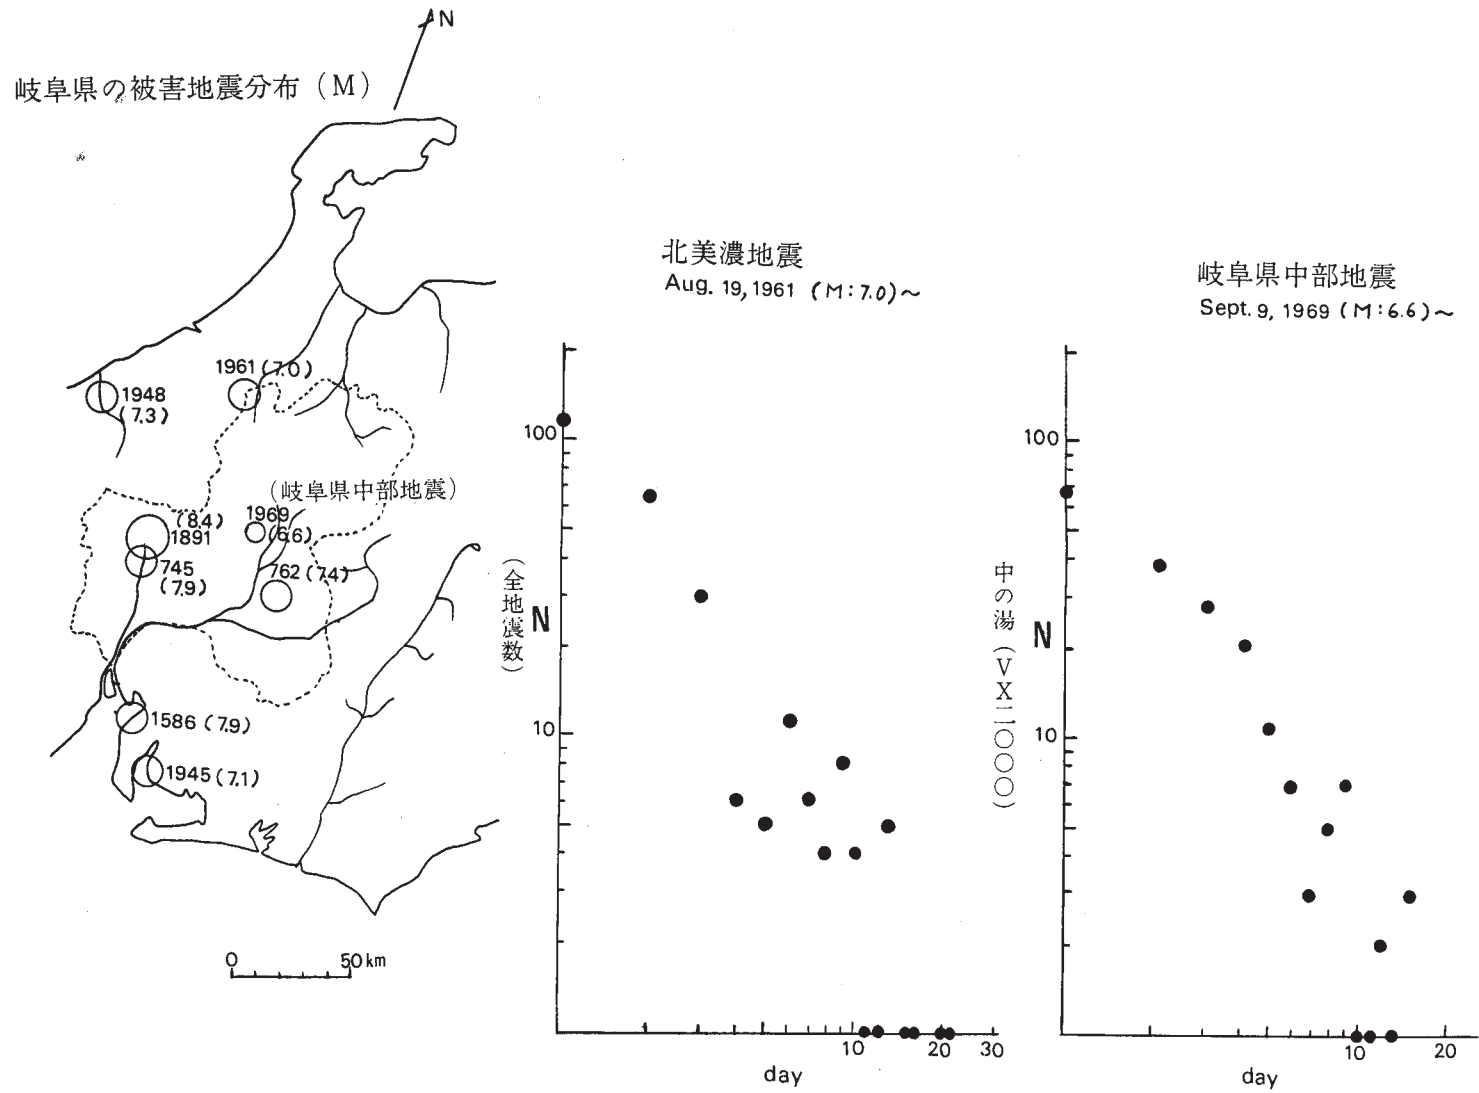 N
岐阜県の被害地震分布（M）
1961 (7.0)
1948
(7.3)
（岐阜県中部地震）
(8.4)
1891
1969
(6.6)
745
(7.9)
762 (7.4)
1586 (7.9)
1945 (7.1)
0 50 km
北美濃地震
Aug. 19, 1961 (M:7.0)~
100
10
N
（全地震数）
10 20 30
day
岐阜県中部地震
Sept. 9, 1969 (M:6.6)~
100
10
N
中の湯（VX二〇〇〇）
10 20
day